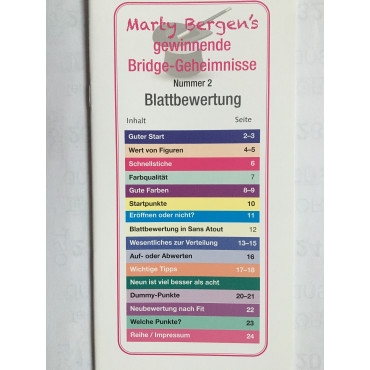 Marty Bergen's
gewinnende
Bridge-Geheimnisse
Nummer 2
Blattbewertung
Inhalt Seite
Guter Start 2–3
Wert von Figuren 4–5
Schnellstiche 6
Farbqualität 7
Gute Farben 8–9
Startpunkte 10
Eröffnen oder nicht? 11
Blattbewertung in Sans Atout 12
Wesentliches zur Verteilung 13–15
Auf- oder Abwerten 16
Wichtige Tipps 17–18
Neun ist viel besser als acht
Dummy-Punkte 20–21
Neubewertung nach Fit 22
Welche Punkte? 23
Reihe / Impressum 24